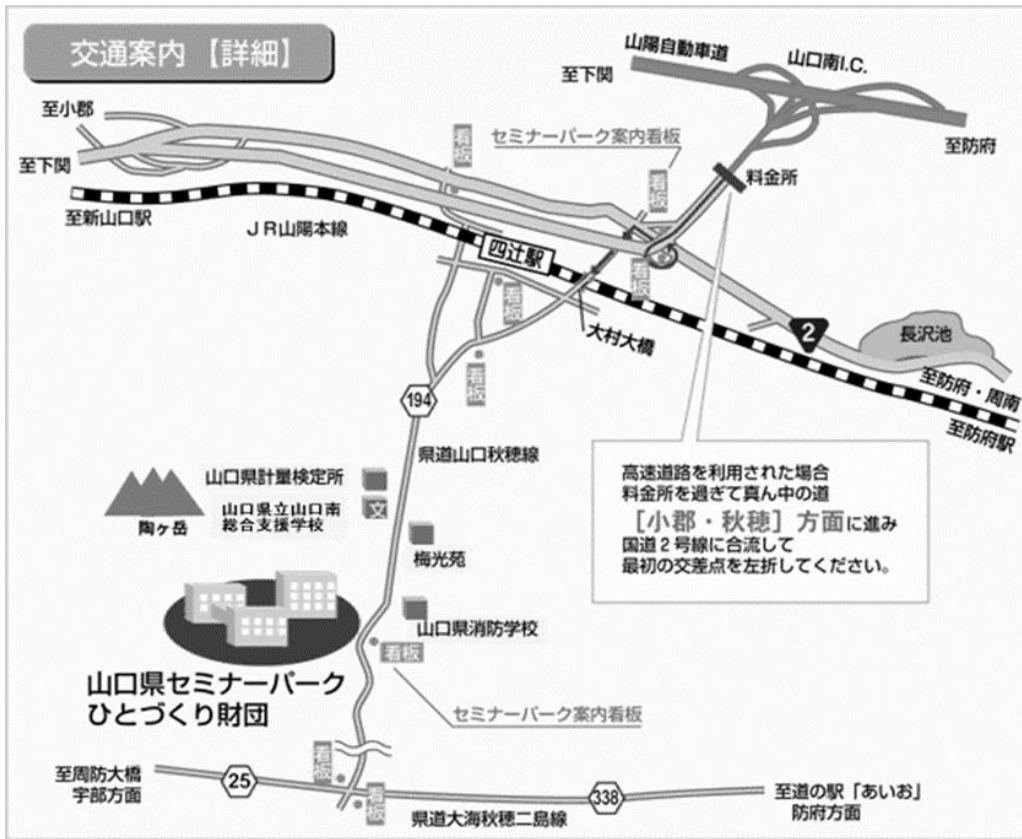 交通案内【詳細】
山陽自動車道
山口南I.C.
至下関
至防府
至小郡
至下関
看板
セミナーパーク案内看板
看板
料金所
至新山口駅
JR山陽本線
四辻駅
看板
看板
大村大橋
2
長沢池
至防府・周南
至防府駅
看板
194
県道山口秋穂線
高速道路を利用された場合
料金所を過ぎて真ん中の道
[小郡・秋穂]方面に進み
国道2号線に合流して
最初の交差点を左折してください。
山口県計量検定所
山口県立山口南
総合支援学校
文
陶ヶ岳
梅光苑
山口県消防学校
看板
山口県セミナーパーク
ひとづくり財団
セミナーパーク案内看板
看板
至周防大橋
宇部方面
25
看板
県道大海秋穂二島線
338
至道の駅「あいお」
防府方面